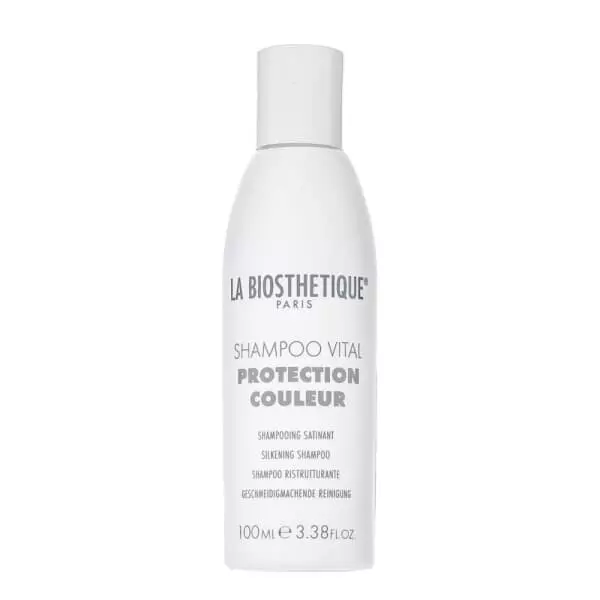 LA BIOSTHETIQUE®
PARIS
SHAMPOO VITAL
PROTECTION
COULEUR
SHAMPOOING SATINANT
SILKENING SHAMPOO
SHAMPOO RISTRUTTURANTE
GESCHMEIDIGMACHENDE REINIGUNG
100ML ℮ 3.38FL.OZ.